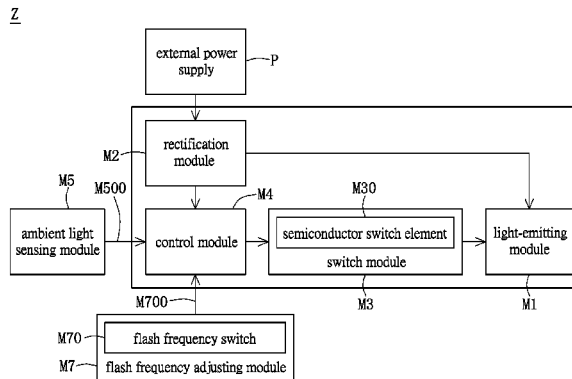 Z
external power
supply
P
M2
rectification
module
M5
M500
M4
M30
ambient light
sensing module
control module
semiconductor switch element
switch module
light-emitting
module
M700
M3
M1
M70
flash frequency switch
M7
flash frequency adjusting module